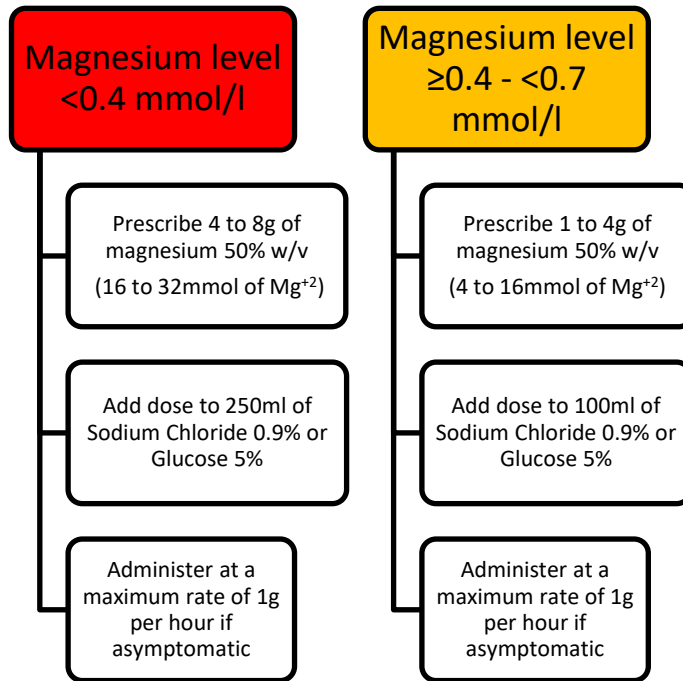 Magnesium level
<0.4 mmol/l
Prescribe 4 to 8g of
magnesium 50% w/v
(16 to 32mmol of Mg⁺²)
Add dose to 250ml of
Sodium Chloride 0.9% or
Glucose 5%
Administer at a
maximum rate of 1g
per hour if
asymptomatic
Magnesium level
≥0.4 - <0.7
mmol/l
Prescribe 1 to 4g of
magnesium 50% w/v
(4 to 16mmol of Mg⁺²)
Add dose to 100ml of
Sodium Chloride 0.9% or
Glucose 5%
Administer at a
maximum rate of 1g
per hour if
asymptomatic